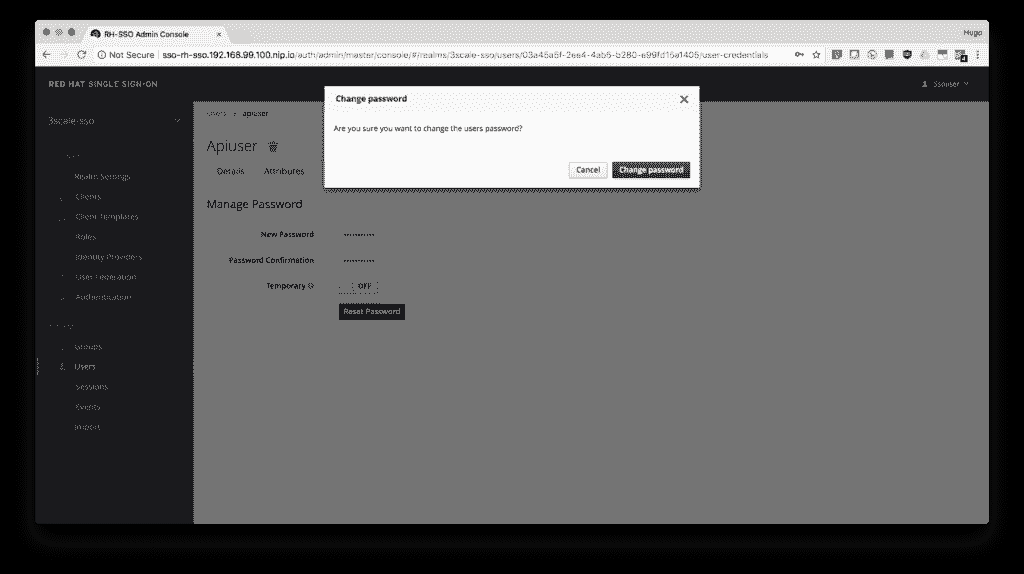 RH-SSO Admin Console
Hugo
Not Secure sso-rh-sso.192.168.99.100.nip.io/auth/admin/master/console/#/realms/3scale-sso/users/03a45a5f-2ee4-4ab5-b280-e99fd15a1405/user-credentials
RED HAT SINGLE SIGN-ON
Ssouser
3scale-sso
Realm Settings
Clients
Client Templates
Roles
Identity Providers
User Federation
Authentication
Groups
Users
Sessions
Events
Import
Users > apiuser
Apiuser
Details Attributes
Change password
Are you sure you want to change the users password?
Cancel Change password
Manage Password
New Password
Password Confirmation
Temporary OFF
Reset Password